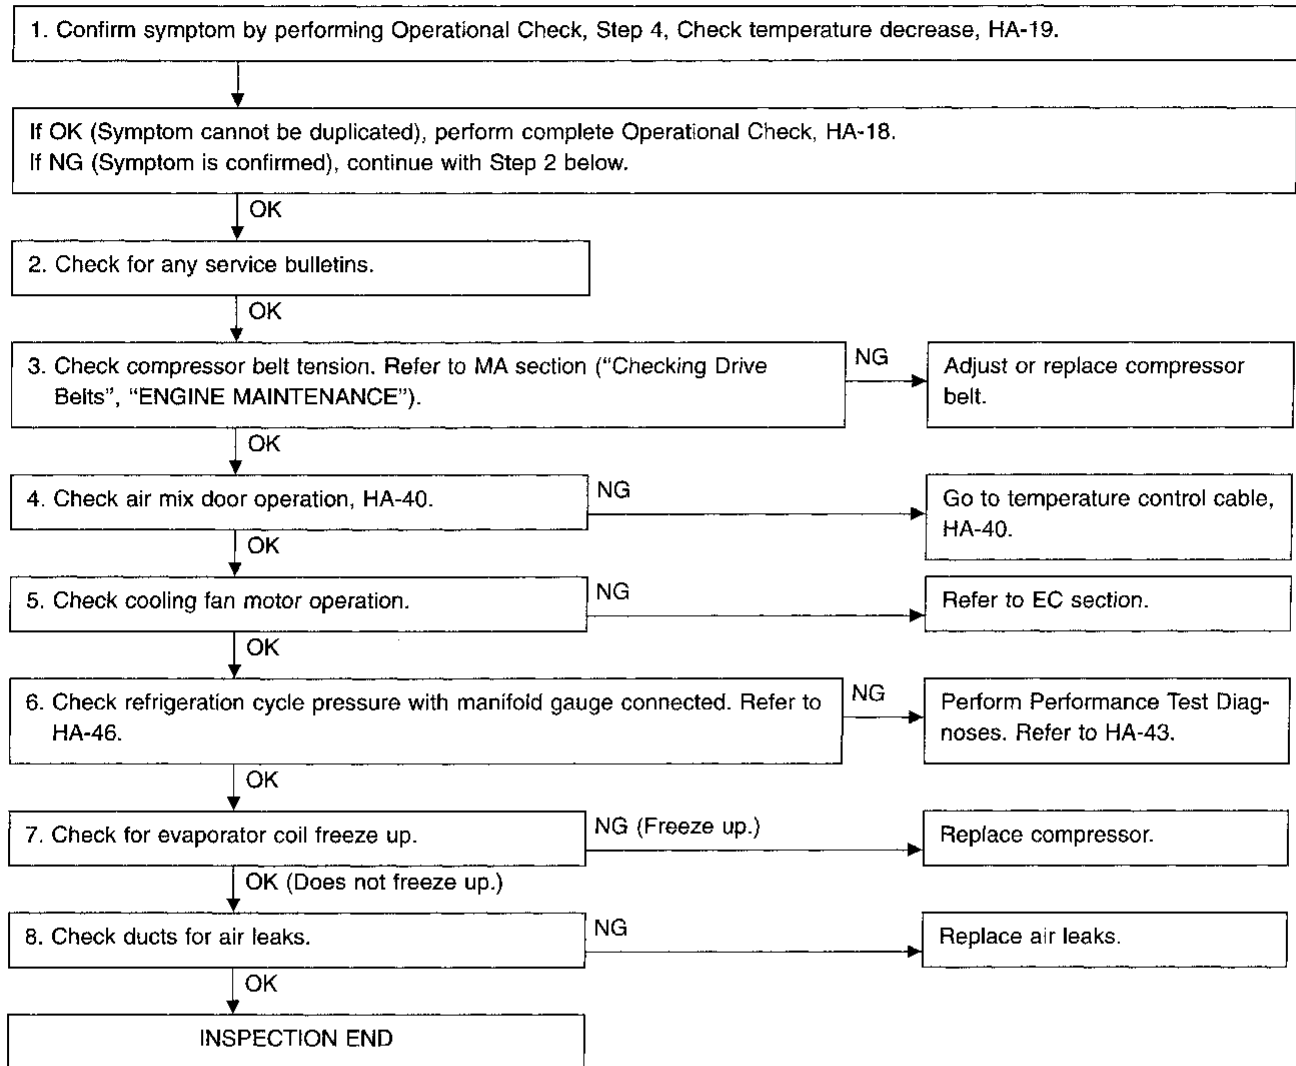 1. Confirm symptom by performing Operational Check, Step 4, Check temperature decrease, HA-19.
If OK (Symptom cannot be duplicated), perform complete Operational Check, HA-18.
If NG (Symptom is confirmed), continue with Step 2 below.
OK
2. Check for any service bulletins.
OK
3. Check compressor belt tension. Refer to MA section (“Checking Drive
Belts”, “ENGINE MAINTENANCE”).
NG
Adjust or replace compressor
belt.
OK
4. Check air mix door operation, HA-40.
NG
Go to temperature control cable,
HA-40.
OK
5. Check cooling fan motor operation.
NG
Refer to EC section.
OK
6. Check refrigeration cycle pressure with manifold gauge connected. Refer to
HA-46.
NG
Perform Performance Test Diag-
noses. Refer to HA-43.
OK
7. Check for evaporator coil freeze up.
NG (Freeze up.)
Replace compressor.
OK (Does not freeze up.)
8. Check ducts for air leaks.
NG
Replace air leaks.
OK
INSPECTION END